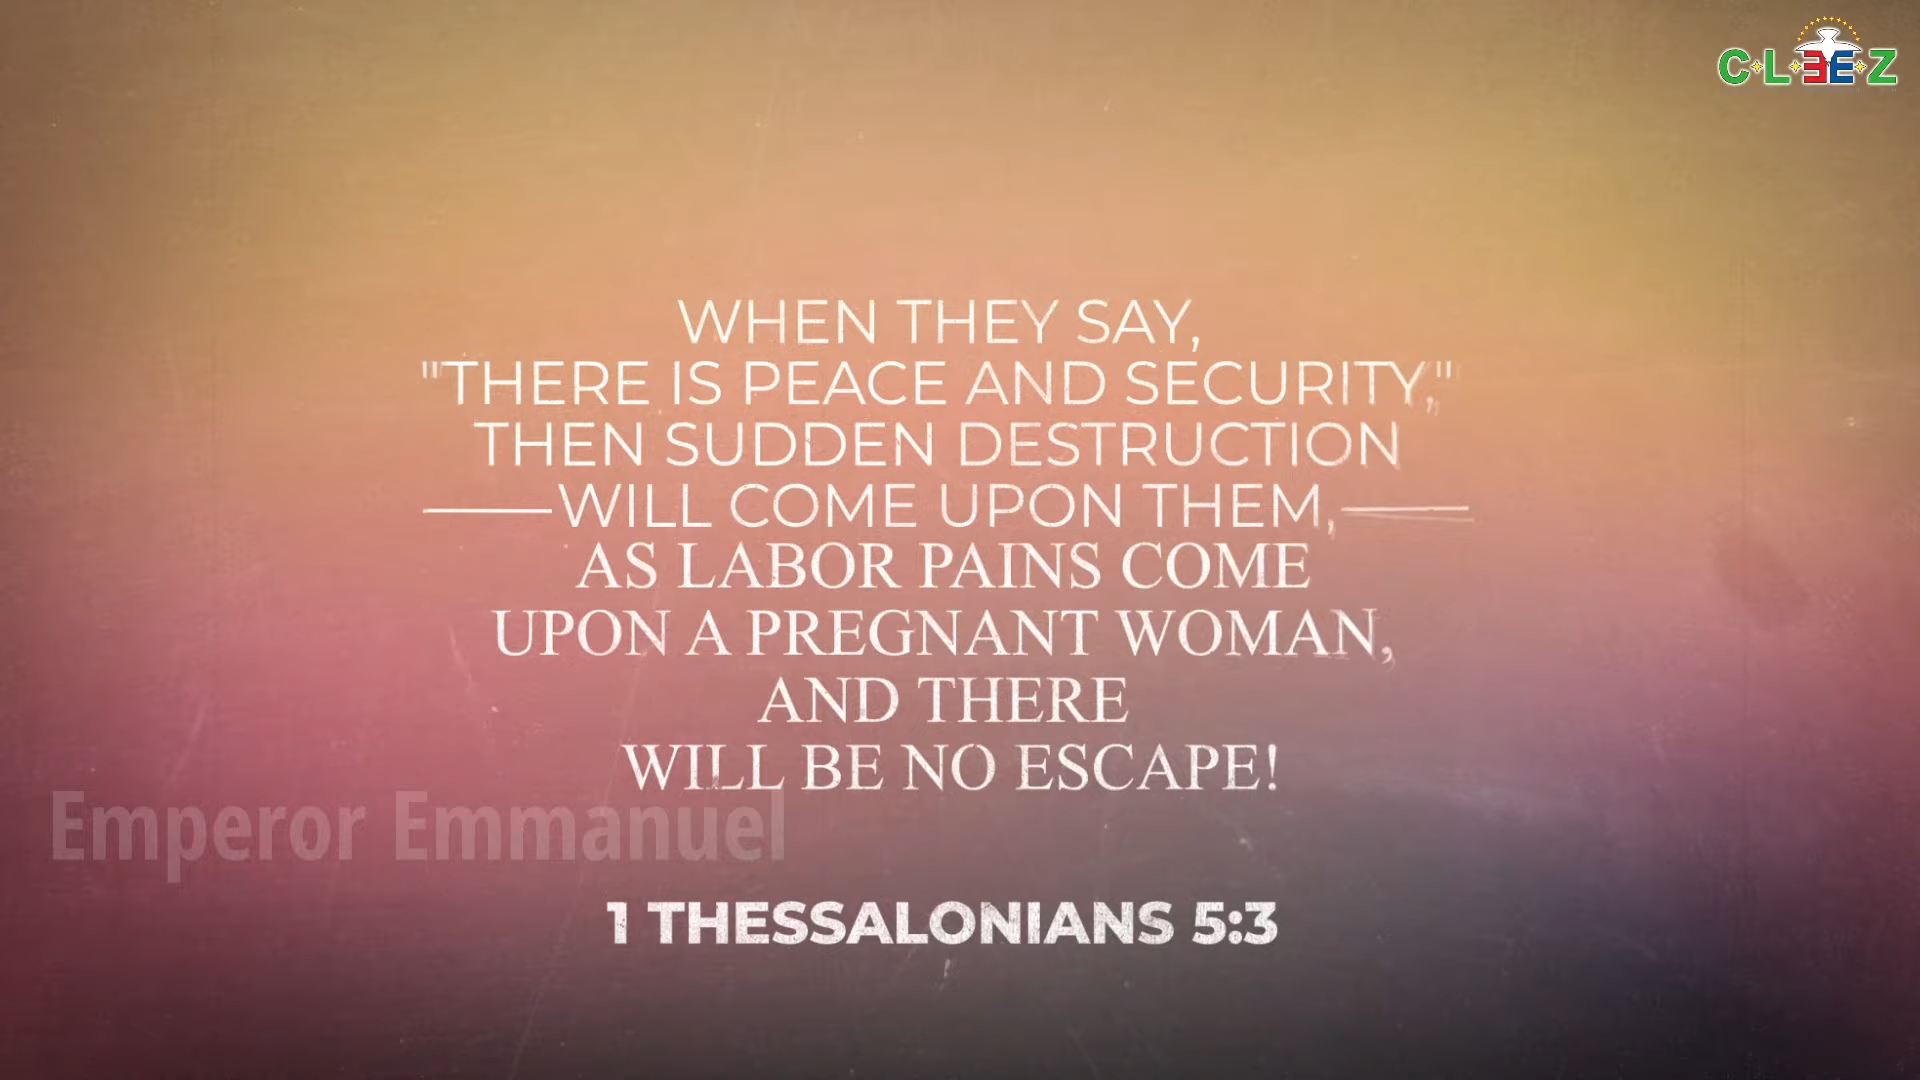 C L E E Z
WHEN THEY SAY,
"THERE IS PEACE AND SECURITY,"
THEN SUDDEN DESTRUCTION
WILL COME UPON THEM,
AS LABOR PAINS COME
UPON A PREGNANT WOMAN,
AND THERE
WILL BE NO ESCAPE!
Emperor Emmanuel
1 THESSALONIANS 5:3